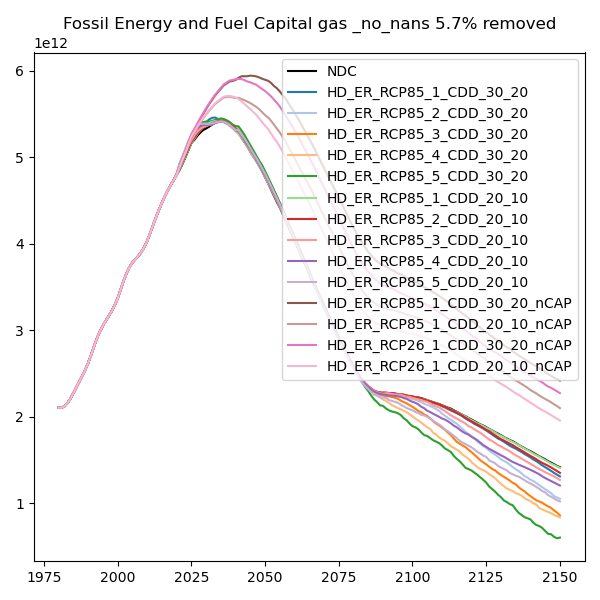 Fossil Energy and Fuel Capital gas _no_nans 5.7% removed
1e12
6
5
4
3
2
1
NDC
HD_ER_RCP85_1_CDD_30_20
HD_ER_RCP85_2_CDD_30_20
HD_ER_RCP85_3_CDD_30_20
HD_ER_RCP85_4_CDD_30_20
HD_ER_RCP85_5_CDD_30_20
HD_ER_RCP85_1_CDD_20_10
HD_ER_RCP85_2_CDD_20_10
HD_ER_RCP85_3_CDD_20_10
HD_ER_RCP85_4_CDD_20_10
HD_ER_RCP85_5_CDD_20_10
HD_ER_RCP85_1_CDD_30_20_nCAP
HD_ER_RCP85_1_CDD_20_10_nCAP
HD_ER_RCP26_1_CDD_30_20_nCAP
HD_ER_RCP26_1_CDD_20_10_nCAP
1975 2000 2025 2050 2075 2100 2125 2150